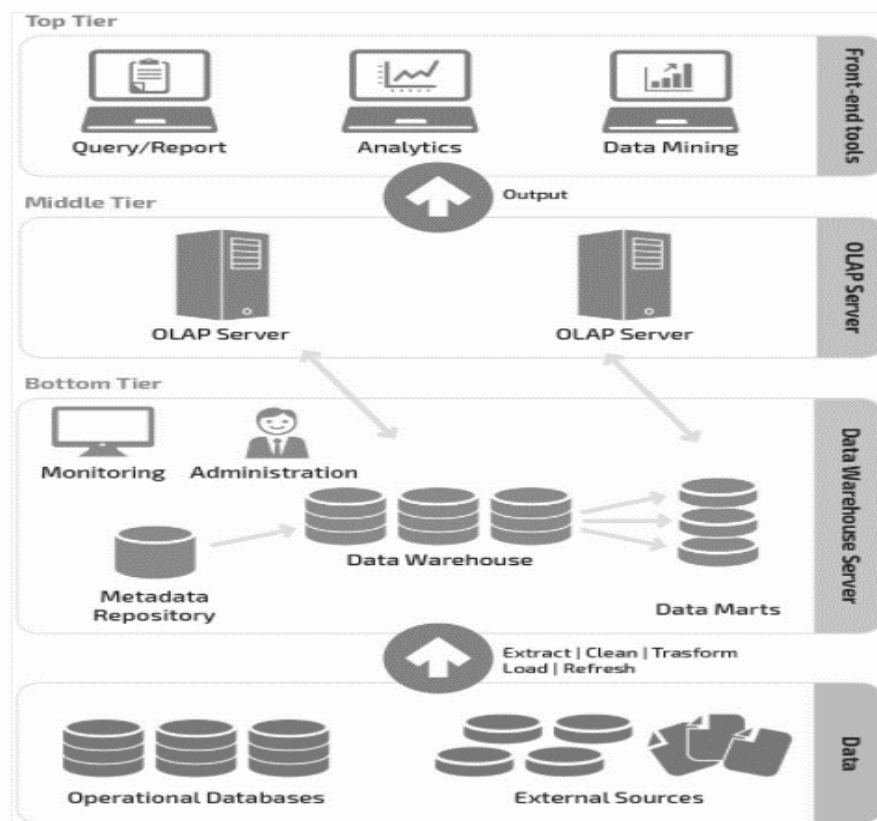 Top Tier
Query/Report
Analytics
Data Mining
Front-end tools
Output
Middle Tier
OLAP Server
OLAP Server
OLAP Server
Bottom Tier
Monitoring
Administration
Data Warehouse
Metadata
Repository
Data Marts
Data Warehouse Server
Extract | Clean | Trasform
Load | Refresh
Operational Databases
External Sources
Data